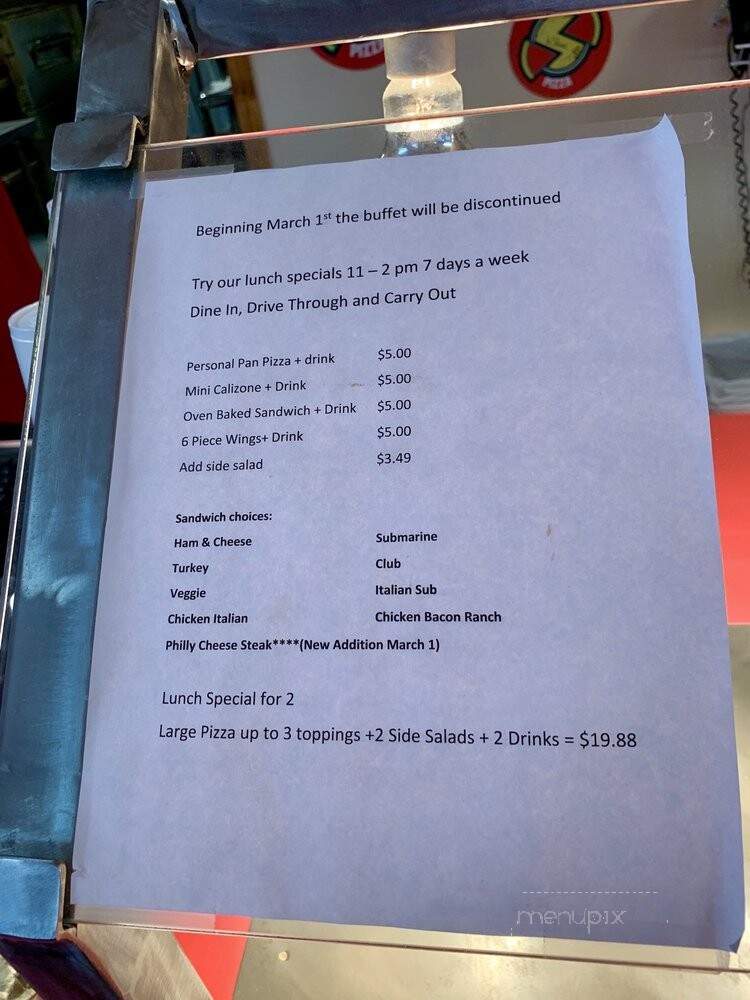 PIZZA
Beginning March 1st the buffet will be discontinued
Try our lunch specials 11 – 2 pm 7 days a week
Dine In, Drive Through and Carry Out
Personal Pan Pizza + drink $5.00
Mini Calizone + Drink $5.00
Oven Baked Sandwich + Drink $5.00
6 Piece Wings+ Drink $5.00
Add side salad $3.49
Sandwich choices:
Ham & Cheese Submarine
Turkey Club
Veggie Italian Sub
Chicken Italian Chicken Bacon Ranch
Philly Cheese Steak****(New Addition March 1)
Lunch Special for 2
Large Pizza up to 3 toppings +2 Side Salads + 2 Drinks = $19.88
menupix